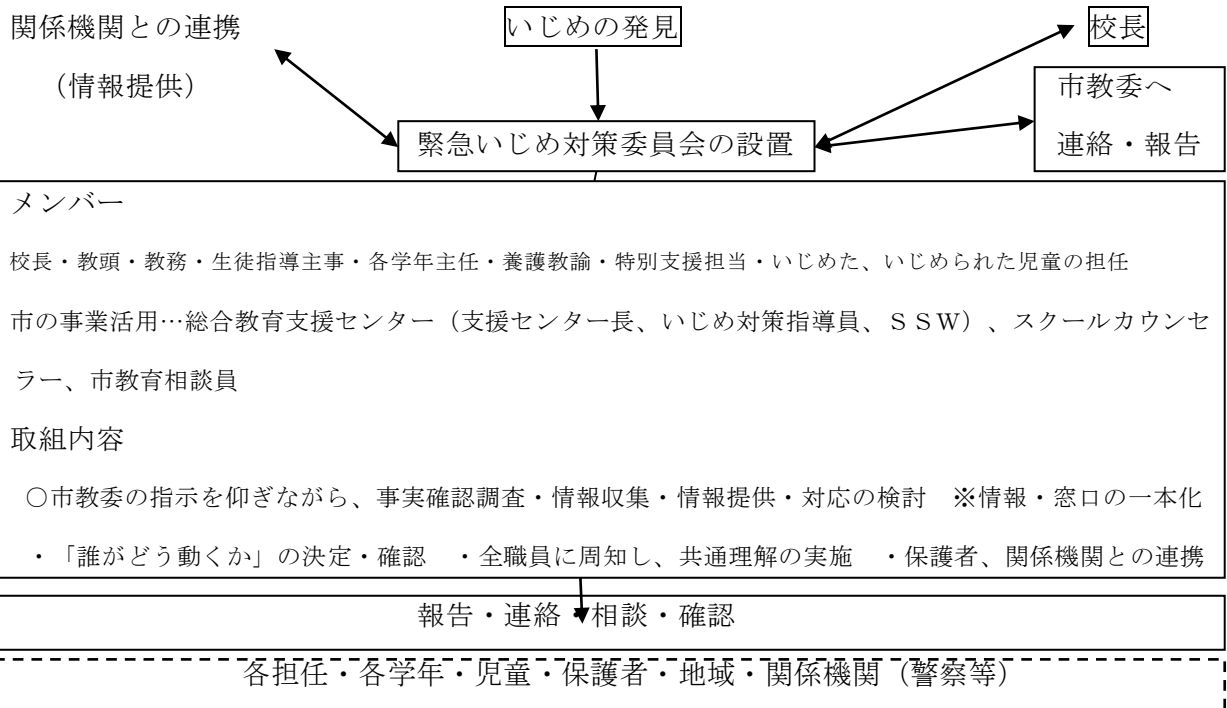 関係機関との連携
いじめの発見
校長
（情報提供）
市教委へ
緊急いじめ対策委員会の設置
連絡・報告
メンバー
校長・教頭・教務・生徒指導主事・各学年主任・養護教諭・特別支援担当・いじめた、いじめられた児童の担任
市の事業活用…総合教育支援センター（支援センター長、いじめ対策指導員、ＳＳＷ）、スクールカウンセ
ラー、市教育相談員
取組内容
○市教委の指示を仰ぎながら、事実確認調査・情報収集・情報提供・対応の検討　※情報・窓口の一本化
・「誰がどう動くか」の決定・確認　・全職員に周知し、共通理解の実施　・保護者、関係機関との連携
報告・連絡・相談・確認
各担任・各学年・児童・保護者・地域・関係機関（警察等）